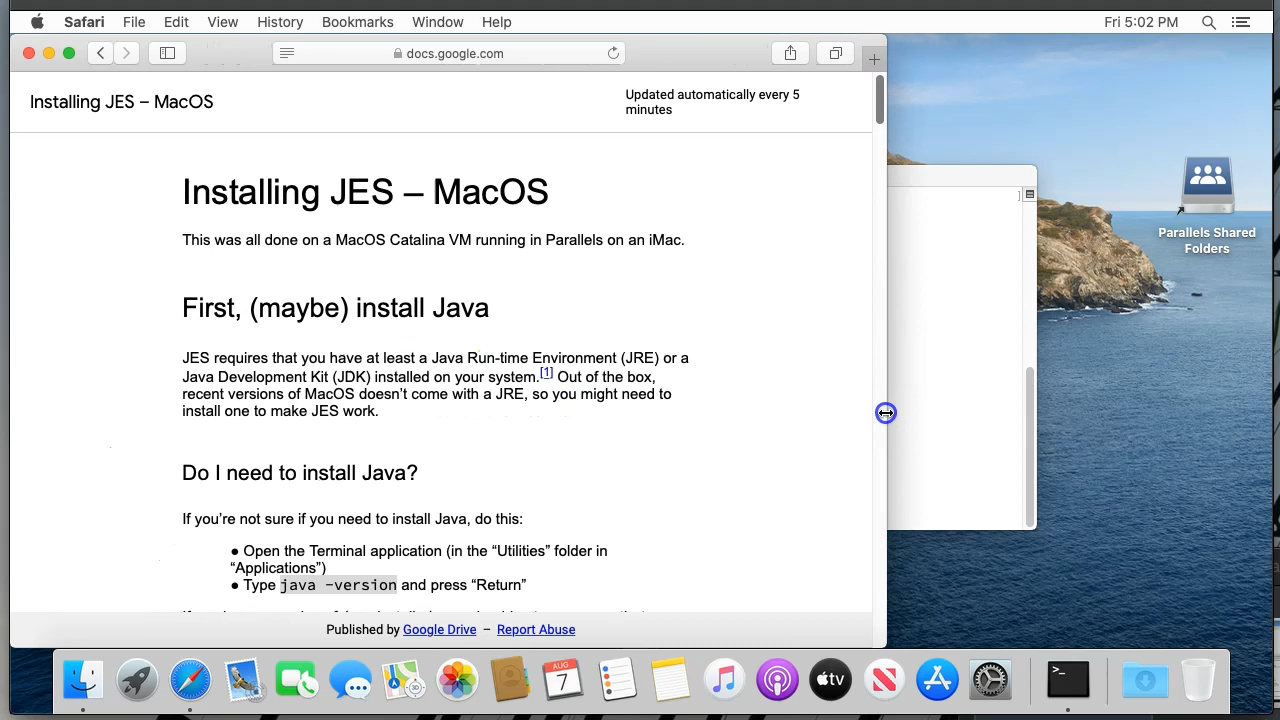 Safari File Edit View History Bookmarks Window Help Fri 5:02 PM
docs.google.com
Installing JES – MacOS
Updated automatically every 5
minutes
Installing JES – MacOS
This was all done on a MacOS Catalina VM running in Parallels on an iMac.
First, (maybe) install Java
JES requires that you have at least a Java Run-time Environment (JRE) or a
Java Development Kit (JDK) installed on your system.[1] Out of the box,
recent versions of MacOS doesn’t come with a JRE, so you might need to
install one to make JES work.
Do I need to install Java?
If you’re not sure if you need to install Java, do this:
● Open the Terminal application (in the “Utilities” folder in
“Applications”)
● Type java -version and press “Return”
Published by Google Drive – Report Abuse
Parallels Shared
Folders
AUG
7
tv
>_